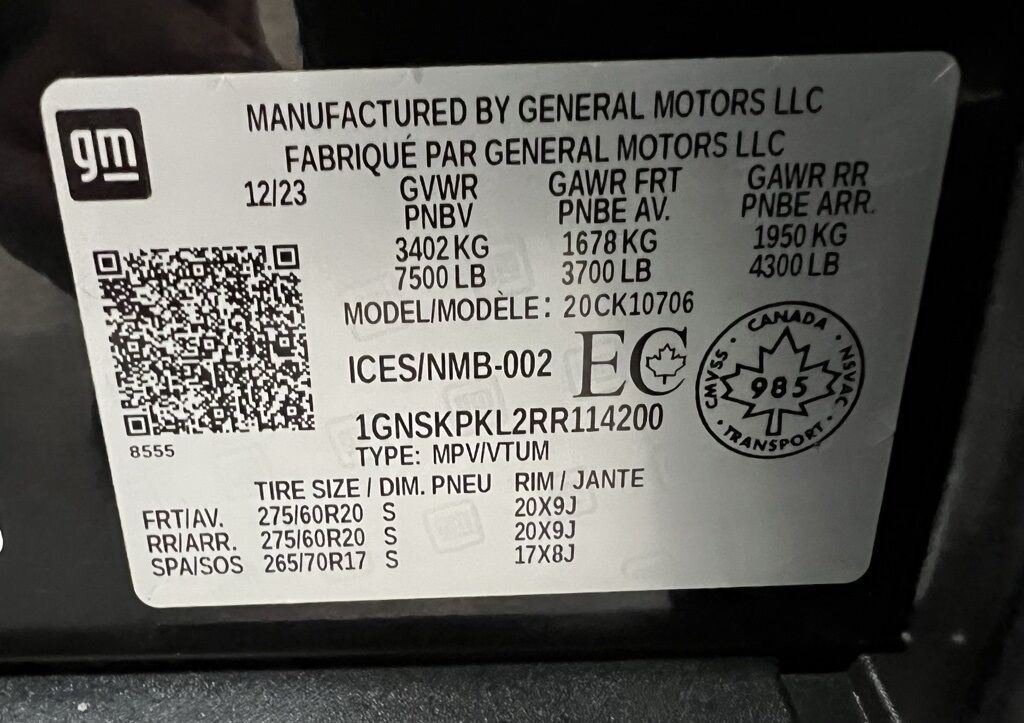 gm
MANUFACTURED BY GENERAL MOTORS LLC
FABRIQUÉ PAR GENERAL MOTORS LLC
12/23 GVWR GAWR FRT GAWR RR
PNBV PNBE AV. PNBE ARR.
3402 KG 1678 KG 1950 KG
7500 LB 3700 LB 4300 LB
MODEL/MODÈLE: 20CK10706
ICES/NMB-002 EC
CANADA
CMVSS · NSVAC
985
TRANSPORT
1GNSKPKL2RR114200
8555
TYPE: MPV/VTUM
TIRE SIZE / DIM. PNEU RIM / JANTE
FRT/AV. 275/60R20 S 20X9J
RR/ARR. 275/60R20 S 20X9J
SPA/SOS 265/70R17 S 17X8J